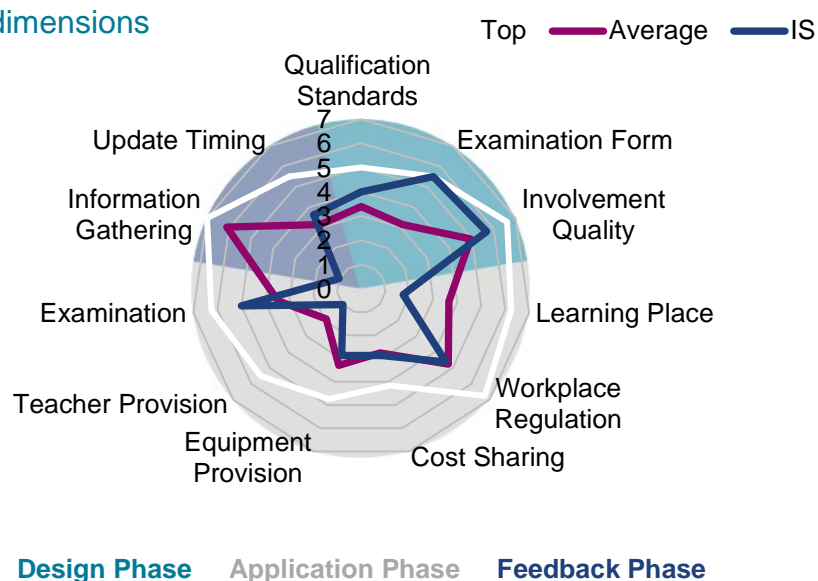 dimensions
Top Average IS
Qualification
Standards
Update Timing
Examination Form
Information
Gathering
Involvement
Quality
7
6
5
4
3
2
1
0
Examination
Learning Place
Teacher Provision
Workplace
Regulation
Equipment
Provision
Cost Sharing
Design Phase Application Phase Feedback Phase